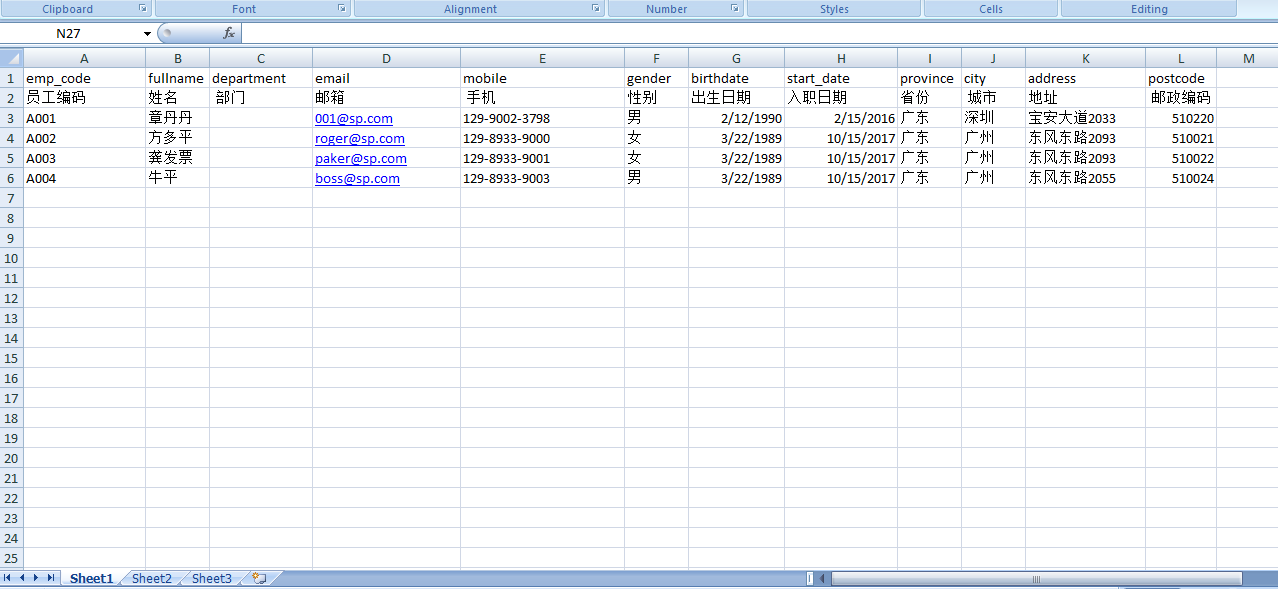 Clipboard Font Alignment Number Styles Cells Editing
N27 fx
A B C D E F G H I J K L M
1 emp_code fullname department email mobile gender birthdate start_date province city address postcode
2 员工编码 姓名 部门 邮箱 手机 性别 出生日期 入职日期 省份 城市 地址 邮政编码
3 A001 章丹丹 001@sp.com 129-9002-3798 男 2/12/1990 2/15/2016 广东 深圳 宝安大道2033 510220
4 A002 方多平 roger@sp.com 129-8933-9000 女 3/22/1989 10/15/2017 广东 广州 东风东路2093 510021
5 A003 龚发票 paker@sp.com 129-8933-9001 女 3/22/1989 10/15/2017 广东 广州 东风东路2093 510022
6 A004 牛平 boss@sp.com 129-8933-9003 男 3/22/1989 10/15/2017 广东 广州 东风东路2055 510024
7
8
9
10
11
12
13
14
15
16
17
18
19
20
21
22
23
24
25
Sheet1 Sheet2 Sheet3